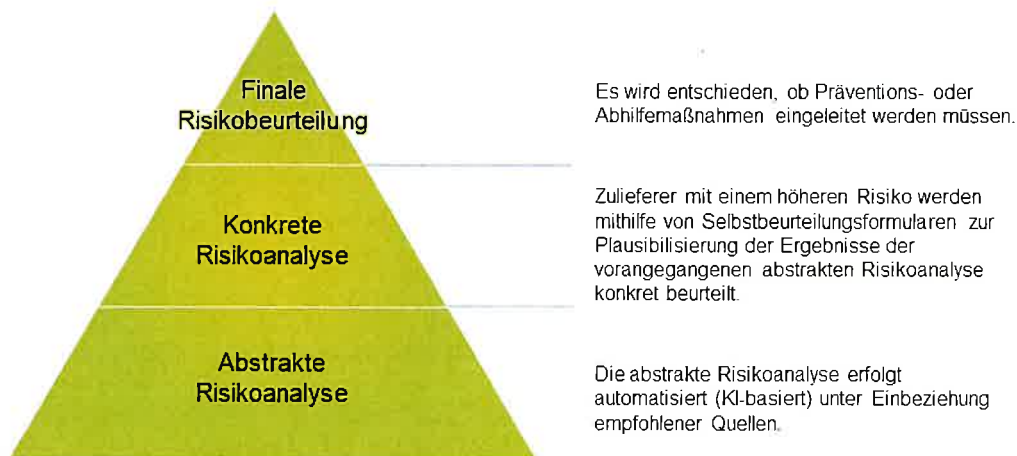 Finale
Risikobeurteilung
Es wird entschieden, ob Präventions- oder
Abhilfemaßnahmen eingeleitet werden müssen.
Konkrete
Risikoanalyse
Zulieferer mit einem höheren Risiko werden
mithilfe von Selbstbeurteilungsformularen zur
Plausibilisierung der Ergebnisse der
vorangegangenen abstrakten Risikoanalyse
konkret beurteilt.
Abstrakte
Risikoanalyse
Die abstrakte Risikoanalyse erfolgt
automatisiert (KI-basiert) unter Einbeziehung
empfohlener Quellen.